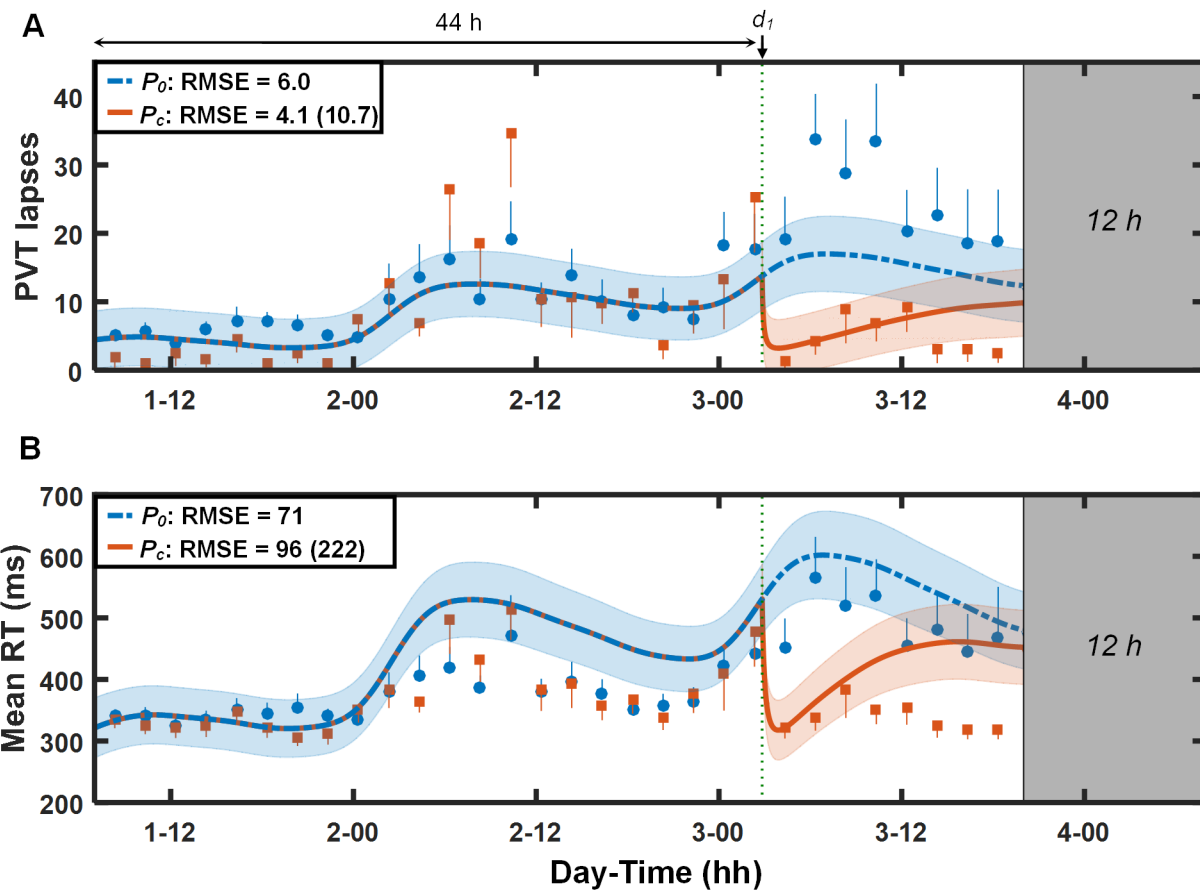 A
44 h
d1
P0: RMSE = 6.0
Pc: RMSE = 4.1 (10.7)
PVT lapses
40
30
20
10
0
12 h
1-12 2-00 2-12 3-00 3-12 4-00
B
P0: RMSE = 71
Pc: RMSE = 96 (222)
Mean RT (ms)
700
600
500
400
300
200
12 h
1-12 2-00 2-12 3-00 3-12 4-00
Day-Time (hh)